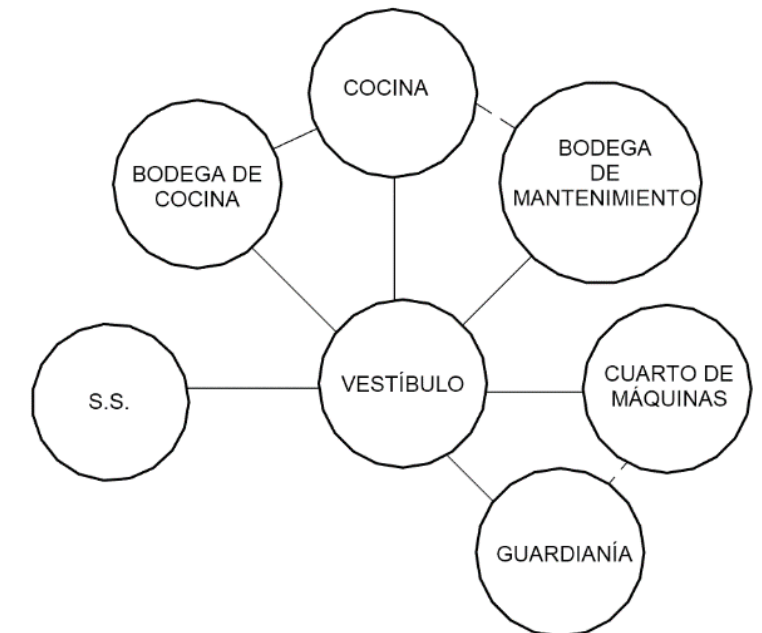 COCINA
BODEGA DE
COCINA
BODEGA
DE
MANTENIMIENTO
S.S.
VESTÍBULO
CUARTO DE
MÁQUINAS
GUARDIANÍA